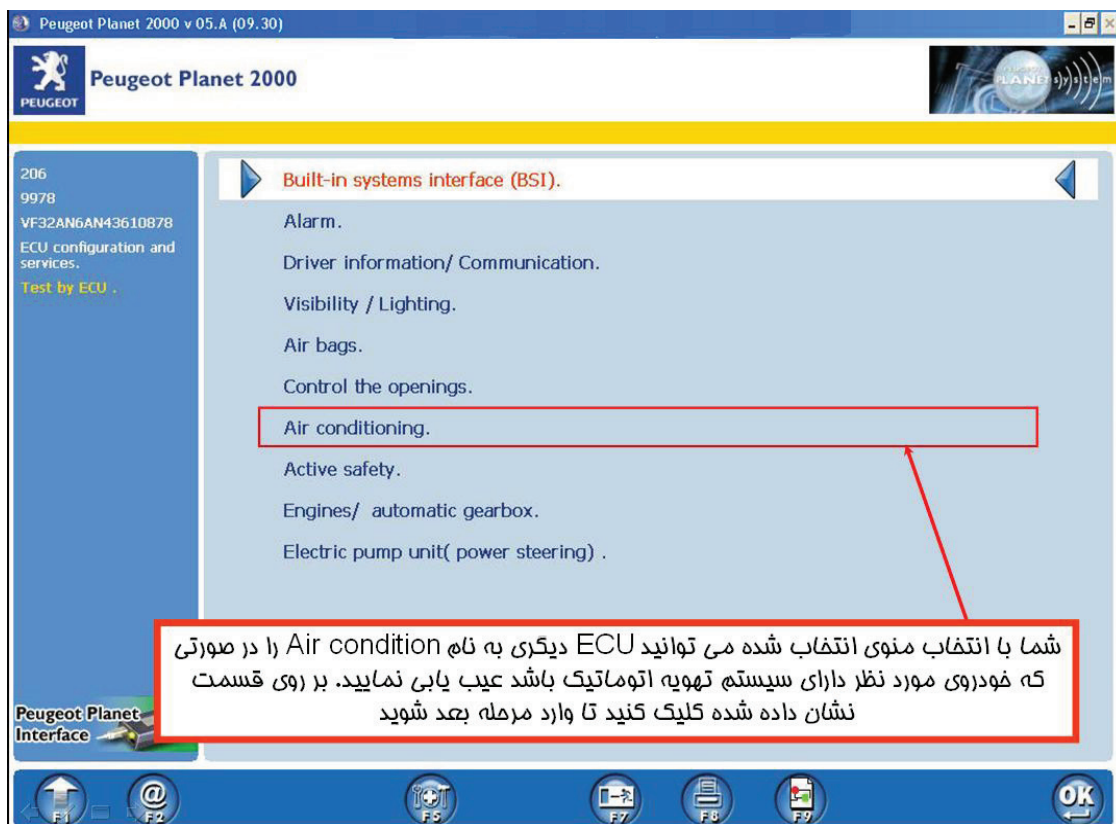 Peugeot Planet 2000 v 05.A (09.30)
PEUGEOT
Peugeot Planet 2000
PLANET system
206
9978
VF32AN6AN43610878
ECU configuration and
services.
Test by ECU .
Built-in systems interface (BSI).
Alarm.
Driver information/ Communication.
Visibility / Lighting.
Air bags.
Control the openings.
Air conditioning.
Active safety.
Engines/ automatic gearbox.
Electric pump unit( power steering) .
شما با انتخاب منوی انتخاب شده می توانید ECU دیگری به نام Air condition را در صورتی
که خودروی مورد نظر دارای سیستم تهویه اتوماتیک باشد عیب یابی نمایید. بر روی قسمت
نشان داده شده کلیک کنید تا وارد مرحله بعد شوید
Peugeot Planet
Interface
F1
@
F2
F5
F7
F8
F9
OK